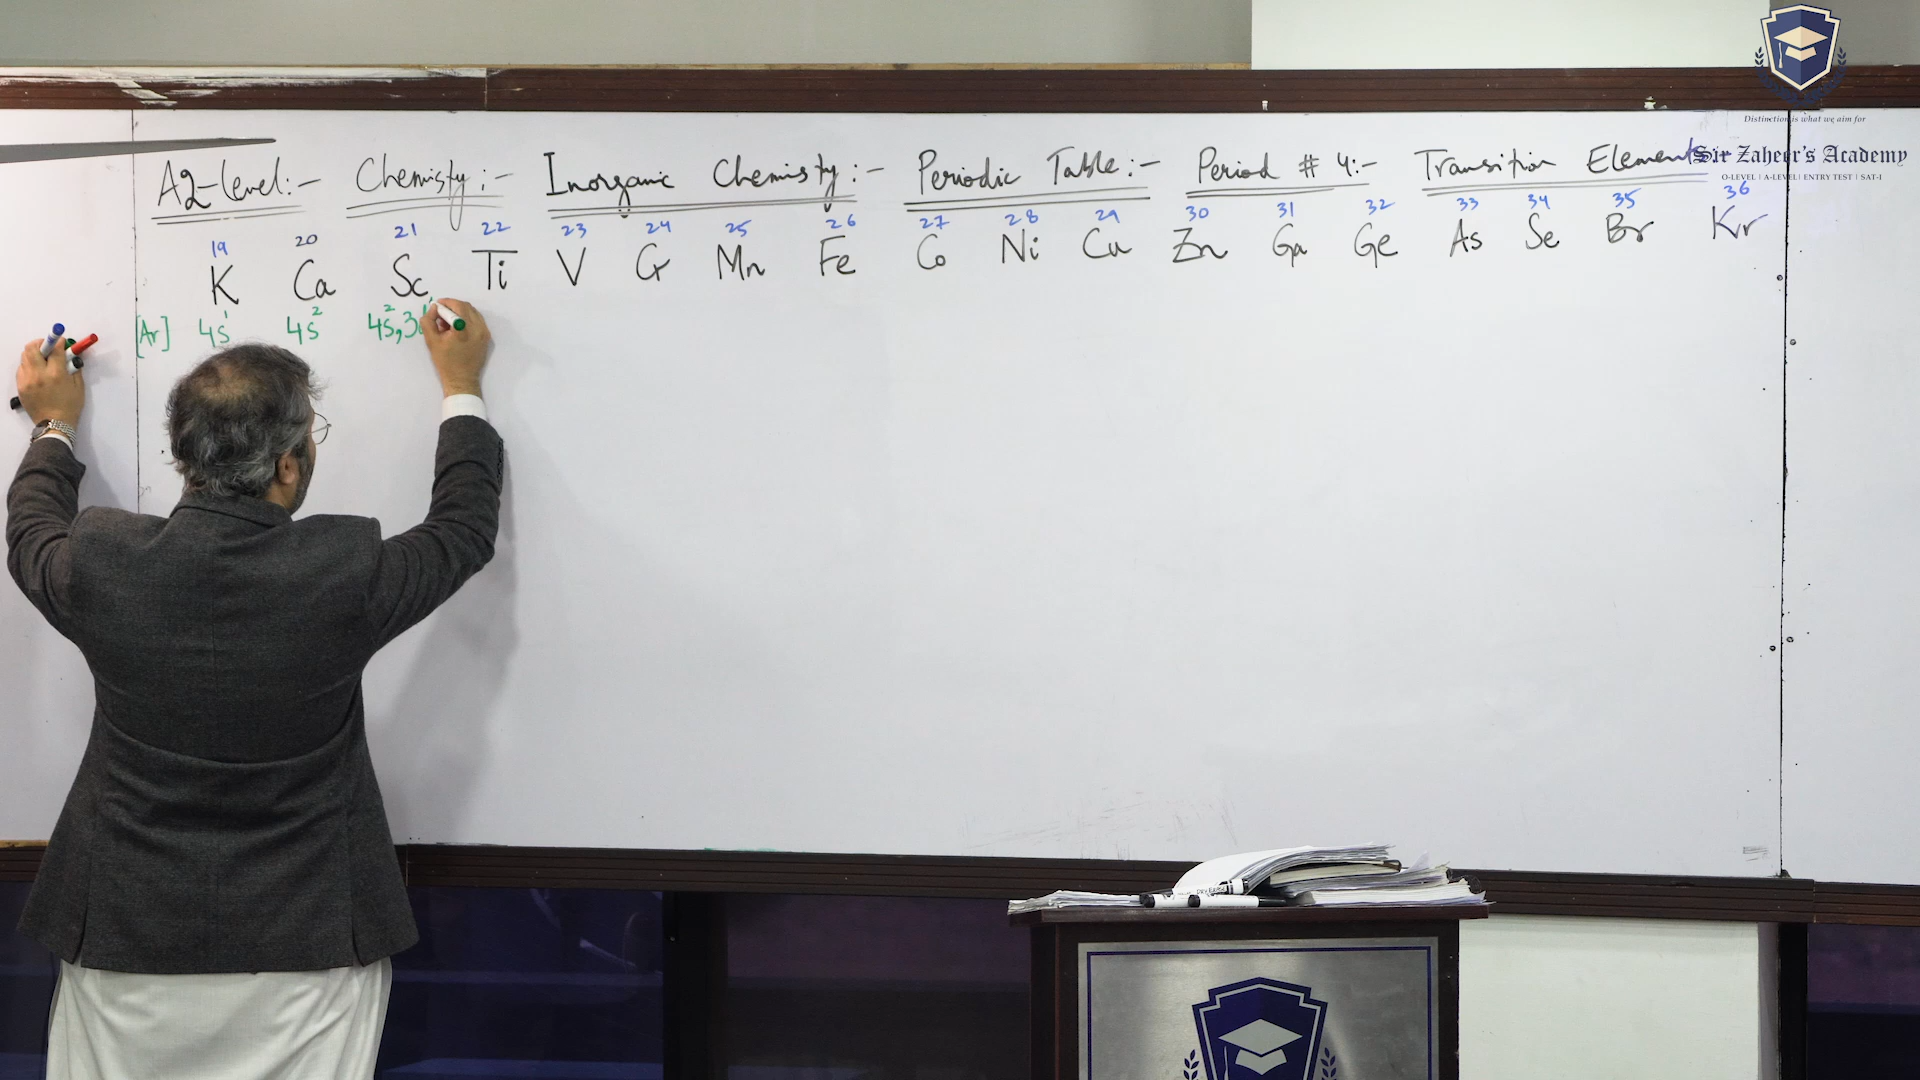 A2-Level:- Chemisty:- Inorganic Chemisty:- Periodic Table:- Period # 4:- Transition Elements
19 20 21 22 23 24 25 26 27 28 29 30 31 32 33 34 35 36
K Ca Sc Ti V Cr Mn Fe Co Ni Cu Zn Ga Ge As Se Br Kr
[Ar] 4s¹ 4s² 4s²,3d¹
Distinction is what we aim for
Sir Zaheer's Academy
O-LEVEL | A-LEVEL | ENTRY TEST | SAT-I